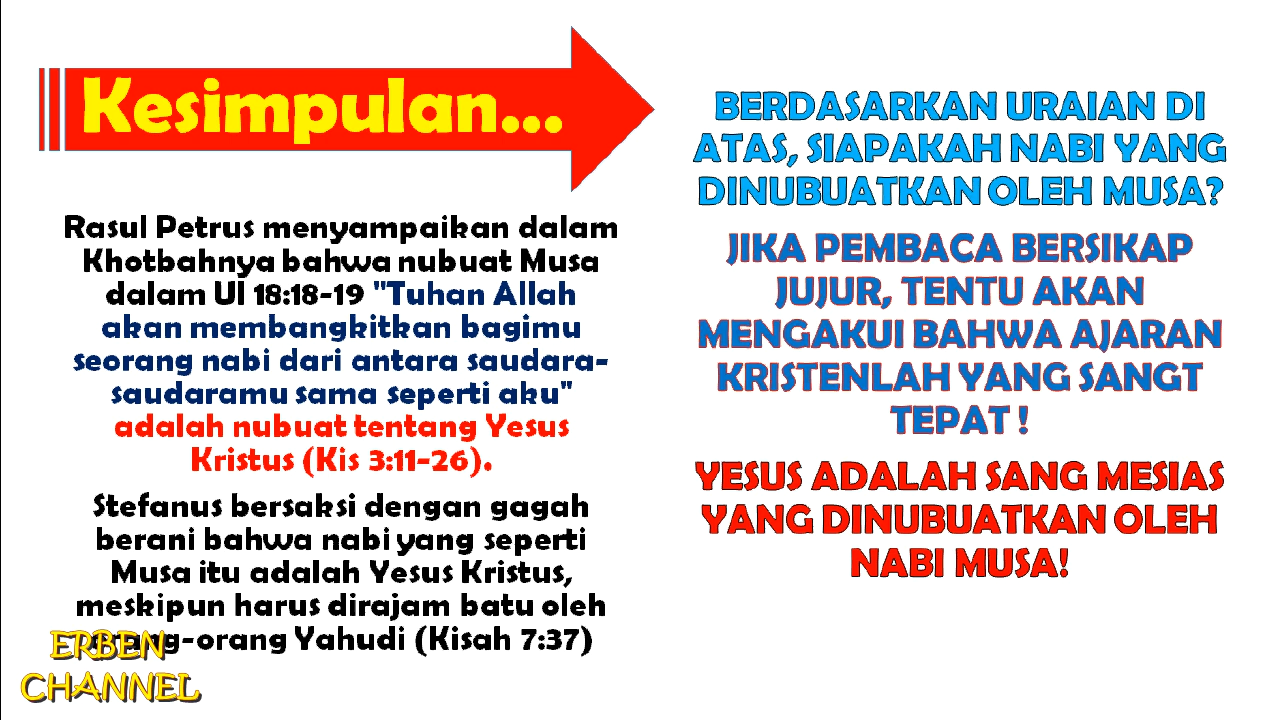 Kesimpulan...
Rasul Petrus menyampaikan dalam
Khotbahnya bahwa nubuat Musa
dalam Ul 18:18-19 "Tuhan Allah
akan membangkitkan bagimu
seorang nabi dari antara saudara-
saudaramu sama seperti aku"
adalah nubuat tentang Yesus
Kristus (Kis 3:11-26).
Stefanus bersaksi dengan gagah
berani bahwa nabi yang seperti
Musa itu adalah Yesus Kristus,
meskipun harus dirajam batu oleh
orang-orang Yahudi (Kisah 7:37)
BERDASARKAN URAIAN DI
ATAS, SIAPAKAH NABI YANG
DINUBUATKAN OLEH MUSA?
JIKA PEMBACA BERSIKAP
JUJUR, TENTU AKAN
MENGAKUI BAHWA AJARAN
KRISTENLAH YANG SANGT
TEPAT !
YESUS ADALAH SANG MESIAS
YANG DINUBUATKAN OLEH
NABI MUSA!
ERBEN
CHANNEL